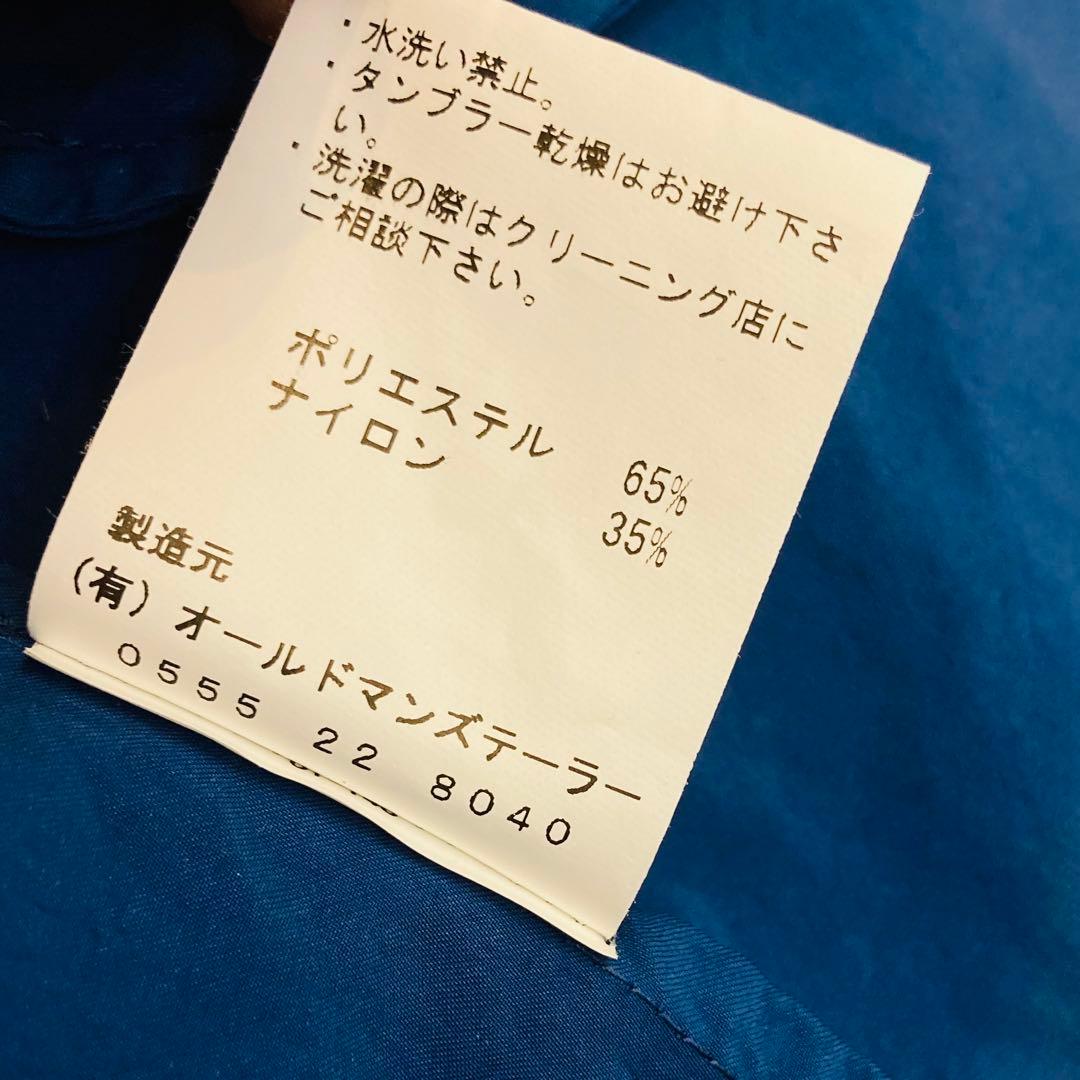 ・水洗い禁止。
・タンブラー乾燥はお避け下さ
い。
・洗濯の際はクリーニング店に
ご相談下さい。
ポリエステル 65%
ナイロン 35%
製造元
(有)オールドマンズテーラー
0555 22 8040